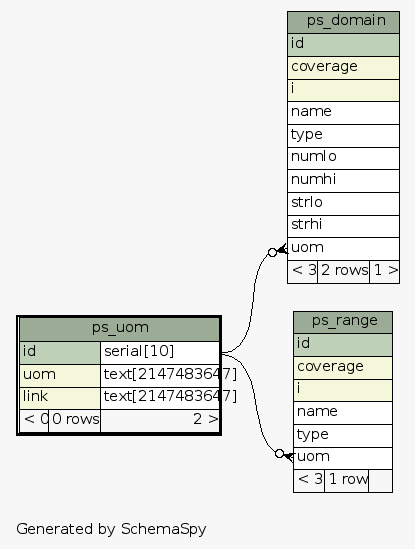 ps_domain
id
coverage
i
name
type
numlo
numhi
strlo
strhi
uom
< 3 2 rows 1 >
ps_uom
id serial[10]
uom text[2147483647]
link text[2147483647]
< 0 0 rows 2 >
ps_range
id
coverage
i
name
type
uom
< 3 1 row
Generated by SchemaSpy